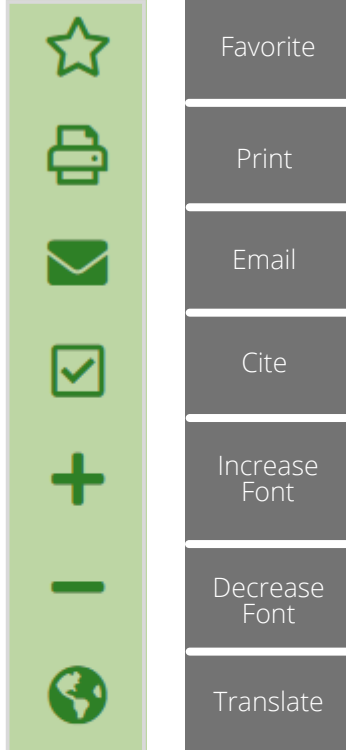 Favorite
Print
Email
Cite
Increase
Font
Decrease
Font
Translate